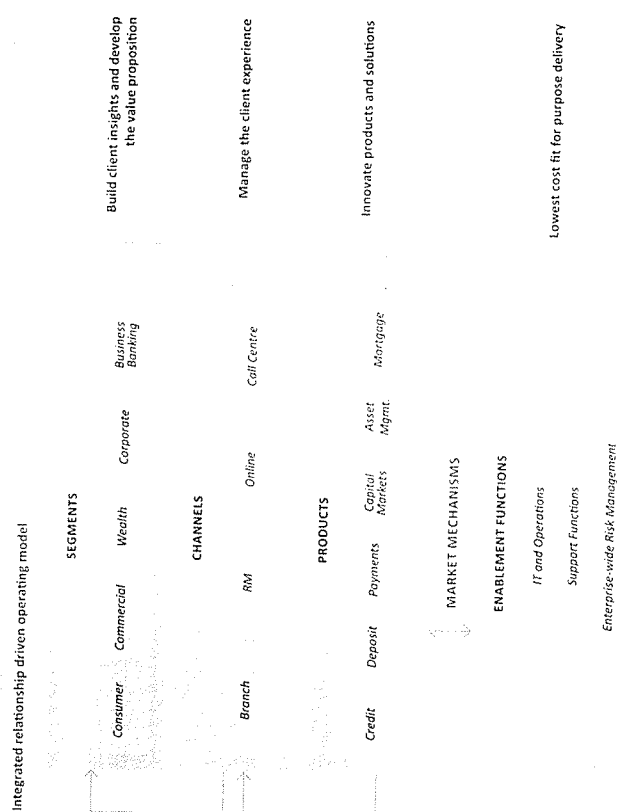 Integrated relationship driven operating model
SEGMENTS
Consumer Commercial Wealth Corporate Business
Banking
Build client insights and develop
the value proposition
CHANNELS
Branch RM Online Call Centre
Manage the client experience
PRODUCTS
Credit Deposit Payments Capital
Markets Asset
Mgmt. Mortgage
Innovate products and solutions
MARKET MECHANISMS
ENABLEMENT FUNCTIONS
IT and Operations
Support Functions
Enterprise-wide Risk Management
Lowest cost fit for purpose delivery